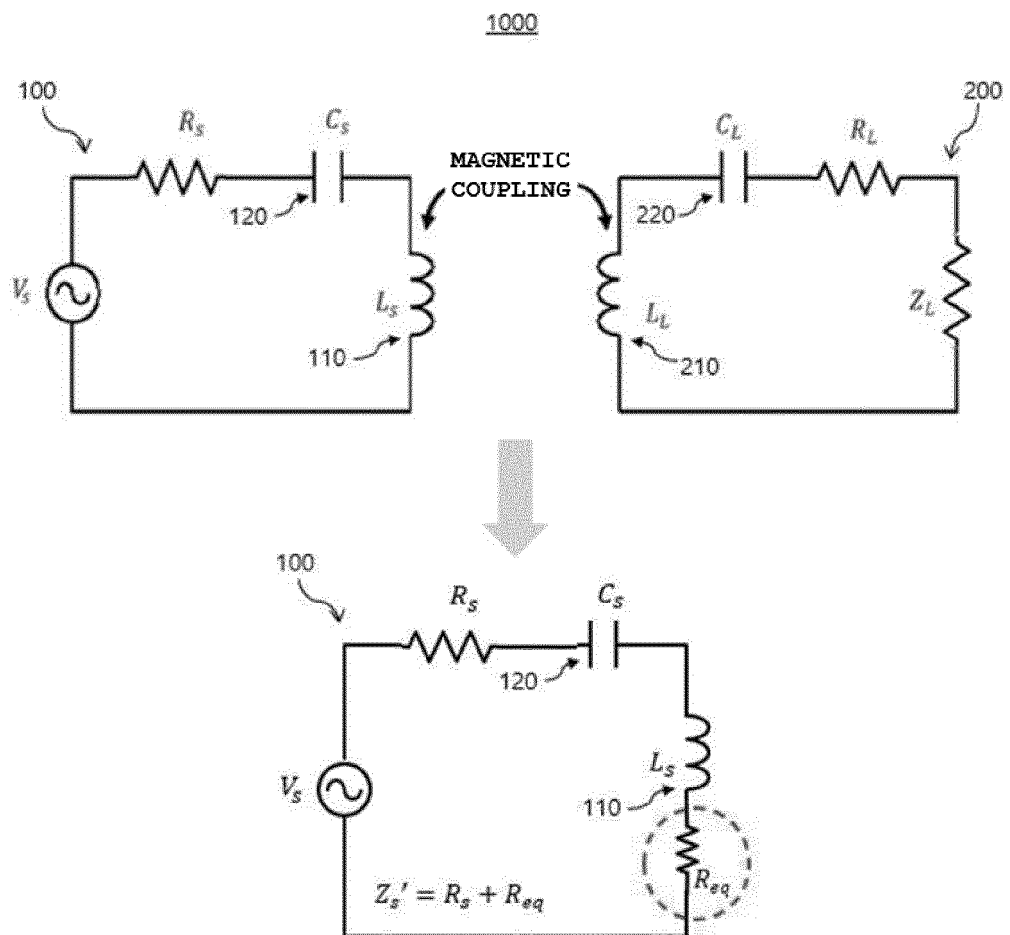 1000
100
200
R_s
C_s
C_L
R_L
MAGNETIC
COUPLING
120
220
V_s
L_s
L_L
Z_L
110
210
100
R_s
C_s
120
L_s
V_s
110
R_eq
Z_s' = R_s + R_eq